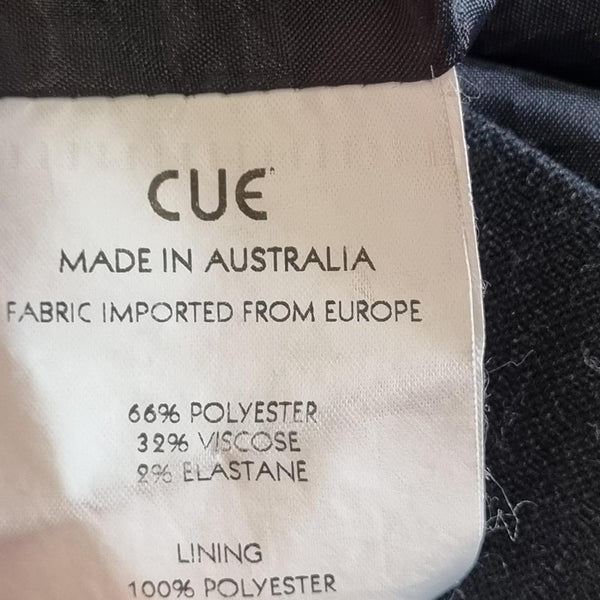 CUE
MADE IN AUSTRALIA
FABRIC IMPORTED FROM EUROPE
66% POLYESTER
32% VISCOSE
2% ELASTANE
LINING
100% POLYESTER